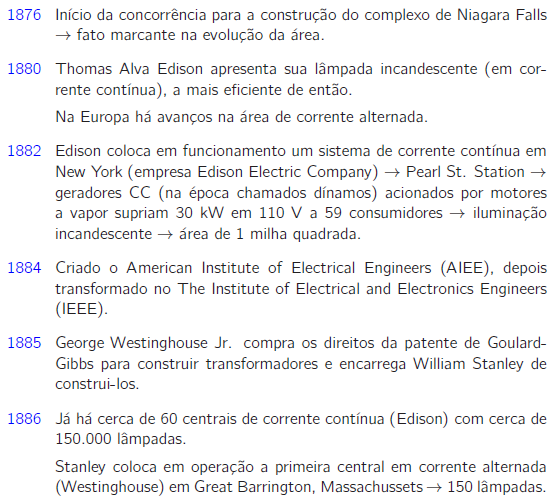 1876 Início da concorrência para a construção do complexo de Niagara Falls
→ fato marcante na evolução da área.
1880 Thomas Alva Edison apresenta sua lâmpada incandescente (em cor-
rente contínua), a mais eficiente de então.
Na Europa há avanços na área de corrente alternada.
1882 Edison coloca em funcionamento um sistema de corrente contínua em
New York (empresa Edison Electric Company) → Pearl St. Station →
geradores CC (na época chamados dínamos) acionados por motores
a vapor supriam 30 kW em 110 V a 59 consumidores → iluminação
incandescente → área de 1 milha quadrada.
1884 Criado o American Institute of Electrical Engineers (AIEE), depois
transformado no The Institute of Electrical and Electronics Engineers
(IEEE).
1885 George Westinghouse Jr. compra os direitos da patente de Goulard-
Gibbs para construir transformadores e encarrega William Stanley de
construi-los.
1886 Já há cerca de 60 centrais de corrente contínua (Edison) com cerca de
150.000 lâmpadas.
Stanley coloca em operação a primeira central em corrente alternada
(Westinghouse) em Great Barrington, Massachussets → 150 lâmpadas.